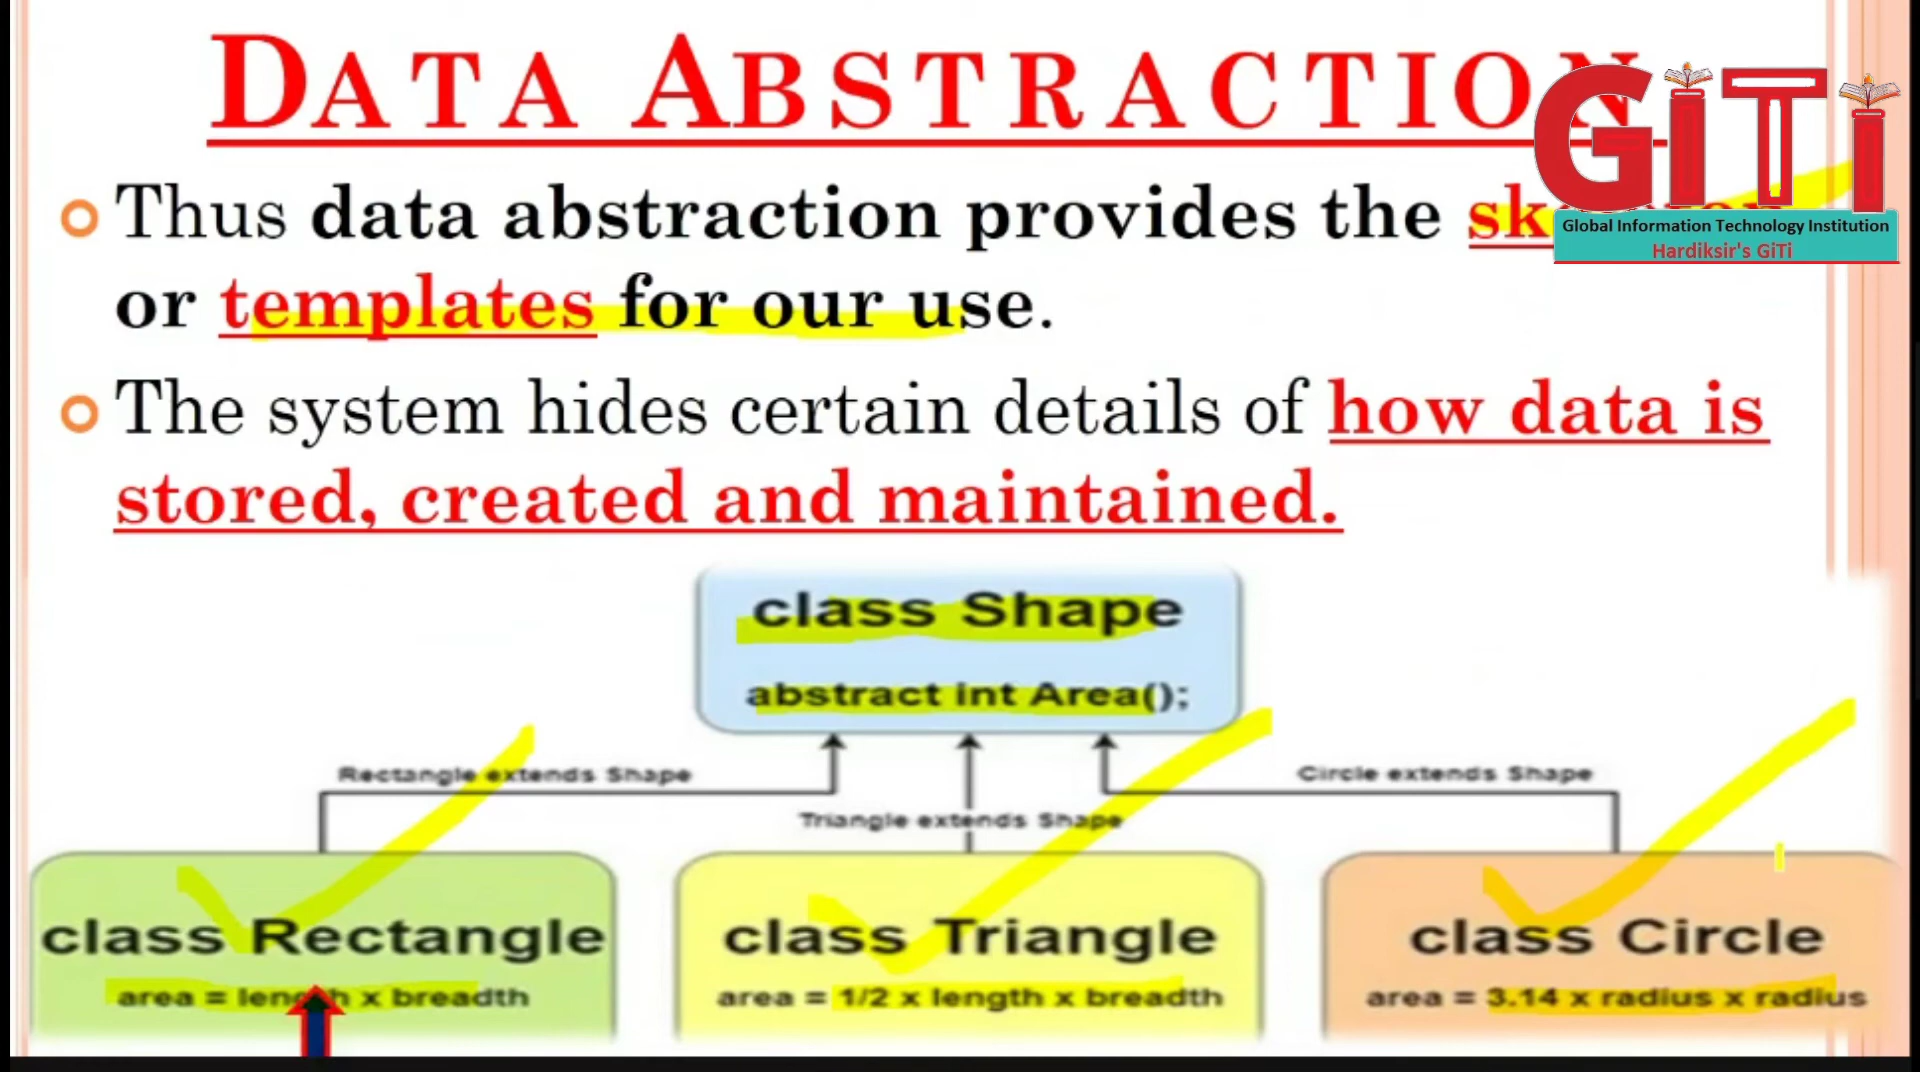 DATA ABSTRACTION
GiTi
Thus data abstraction provides the
Global Information Technology Institution
Hardiksir's GiTi
or templates for our use.
The system hides certain details of how data is
stored, created and maintained.
class Shape
abstract int Area();
Rectangle extends Shape
Circle extends Shape
Triangle extends Shape
class Rectangle
class Triangle
class Circle
area = length x breadth
area = 1/2 x length x breadth
area = 3.14 x radius x radius